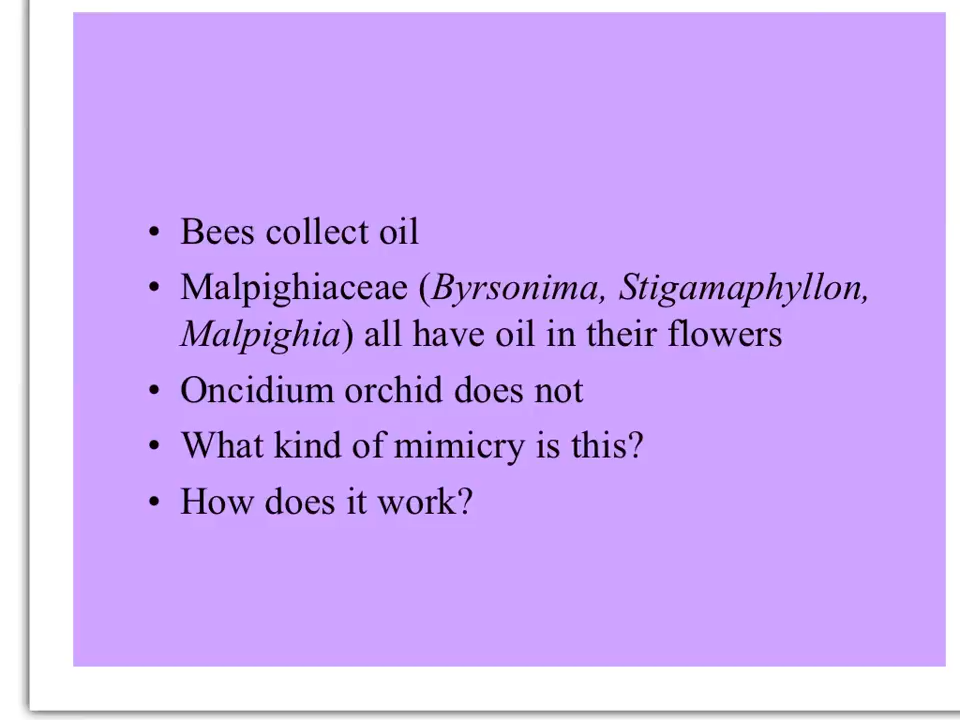 • Bees collect oil
• Malpighiaceae (Byrsonima, Stigamaphyllon,
Malpighia) all have oil in their flowers
• Oncidium orchid does not
• What kind of mimicry is this?
• How does it work?